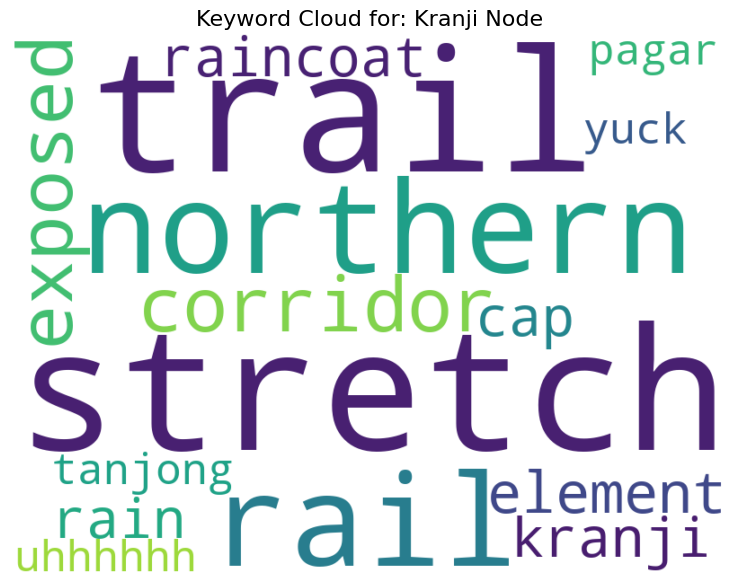 Keyword Cloud for: Kranji Node
raincoat
pagar
exposed
trail
yuck
northern
corridor
cap
stretch
tanjong
rail
element
rain
kranji
uhhhhhh